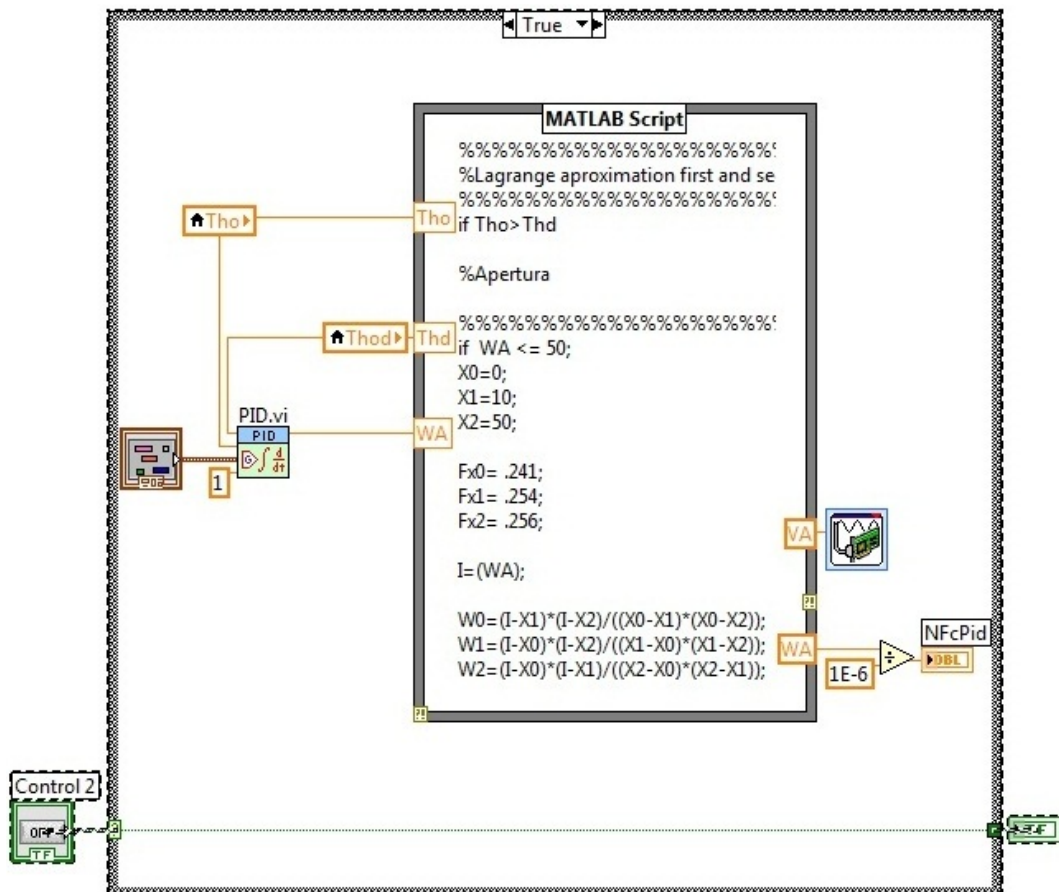 True
MATLAB Script
%%%%%%%%%%%%%%%%%%%%
%Lagrange aproximation first and se
%%%%%%%%%%%%%%%%%%%%
Tho
Tho
if Tho>Thd
%Apertura
%%%%%%%%%%%%%%%%%%%%
Thod
Thd
if WA <= 50;
X0=0;
X1=10;
X2=50;
PID.vi
PID
WA
1
Fx0= .241;
Fx1= .254;
Fx2= .256;
VA
I=(WA);
W0=(I-X1)*(I-X2)/((X0-X1)*(X0-X2));
W1=(I-X0)*(I-X2)/((X1-X0)*(X1-X2));
W2=(I-X0)*(I-X1)/((X2-X0)*(X2-X1));
WA
NFcPid
DBL
1E-6
Control 2
OFF
TF